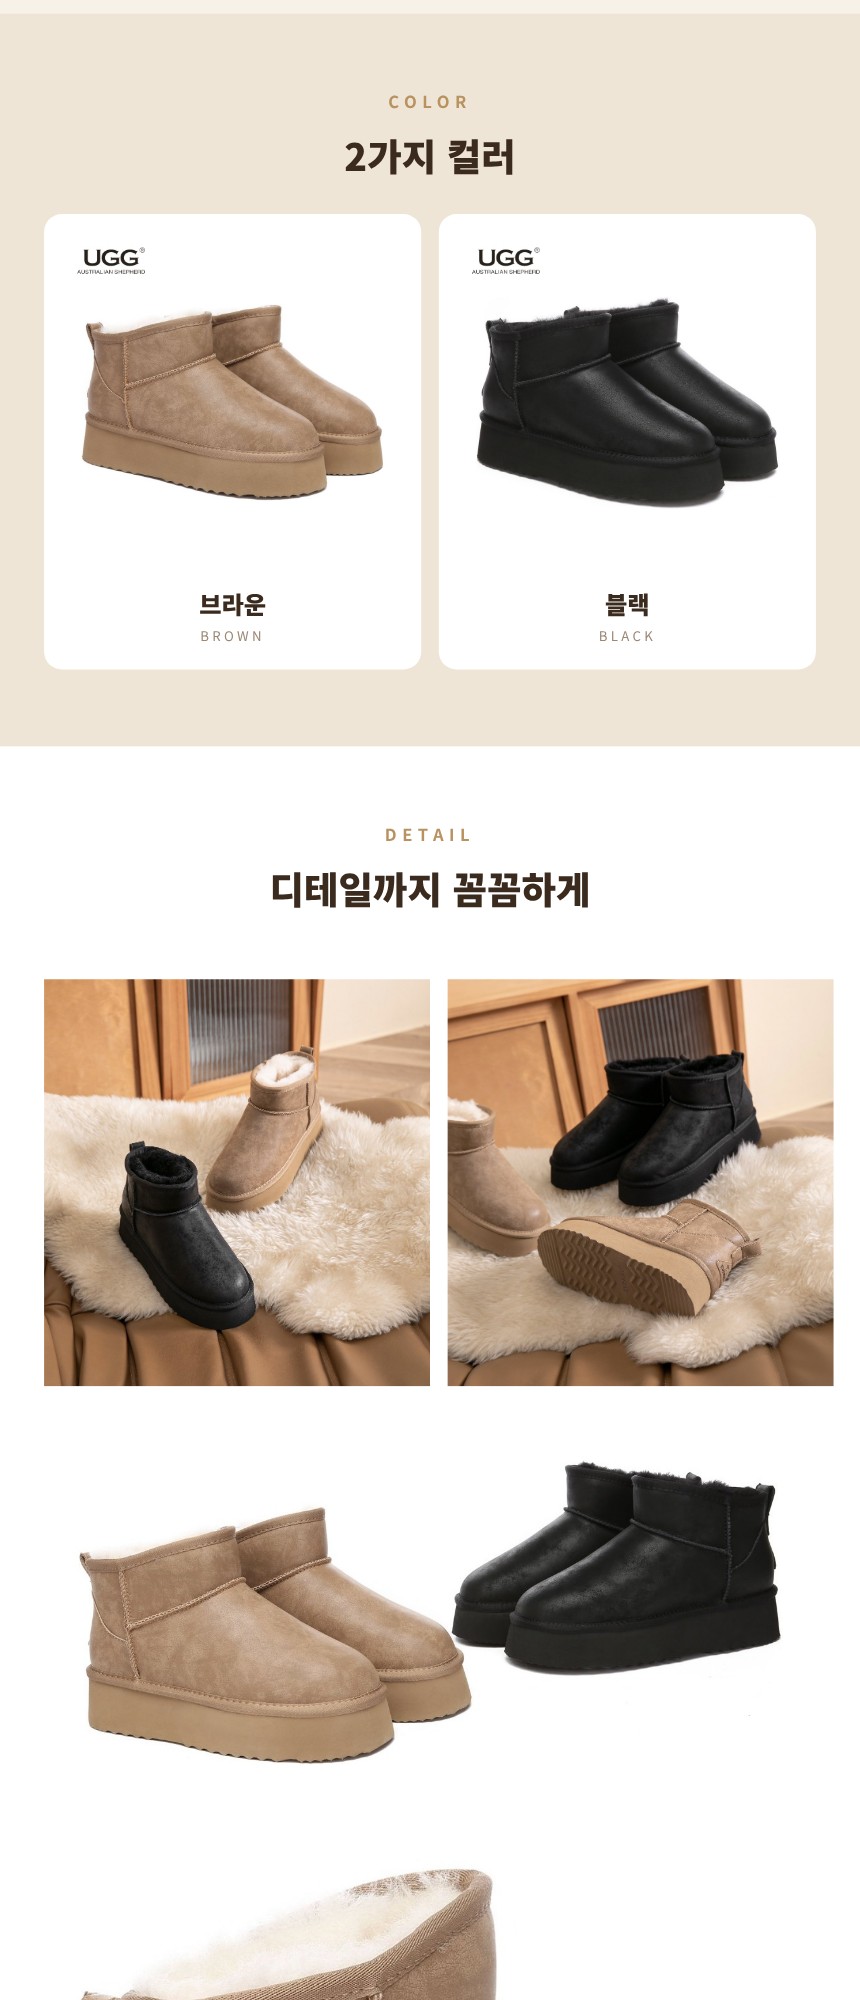 COLOR
2가지 컬러
UGG®
AUSTRALIAN SHEPHERD
UGG®
AUSTRALIAN SHEPHERD
브라운
BROWN
블랙
BLACK
DETAIL
디테일까지 꼼꼼하게